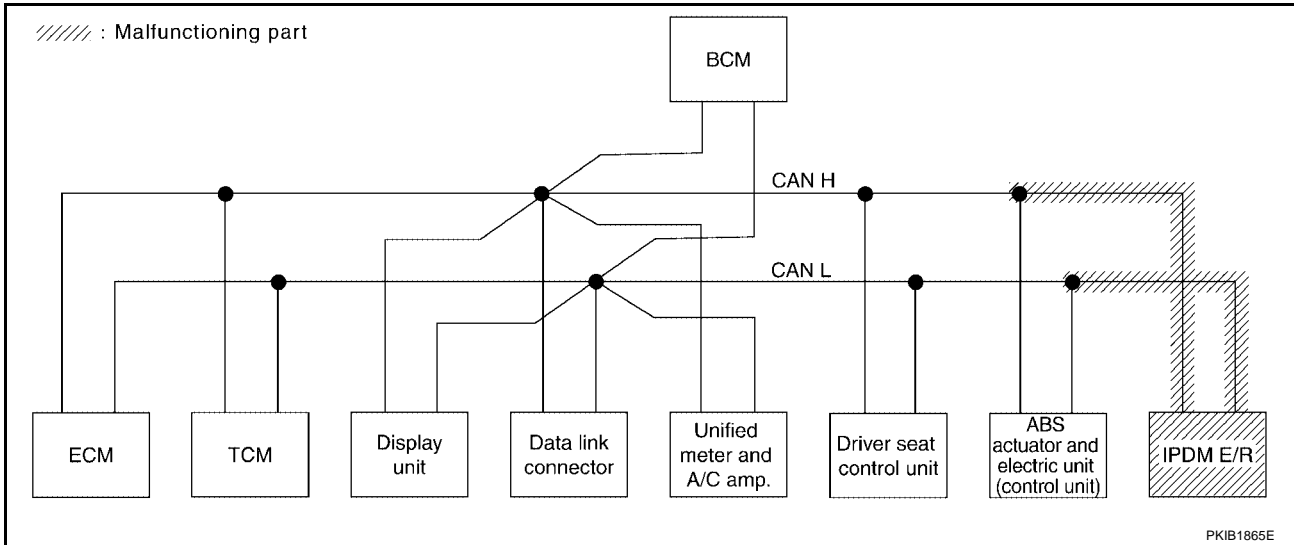 : Malfunctioning part
BCM
CAN H
CAN L
ECM
TCM
Display
unit
Data link
connector
Unified
meter and
A/C amp.
Driver seat
control unit
ABS
actuator and
electric unit
(control unit)
IPDM E/R
PKIB1865E